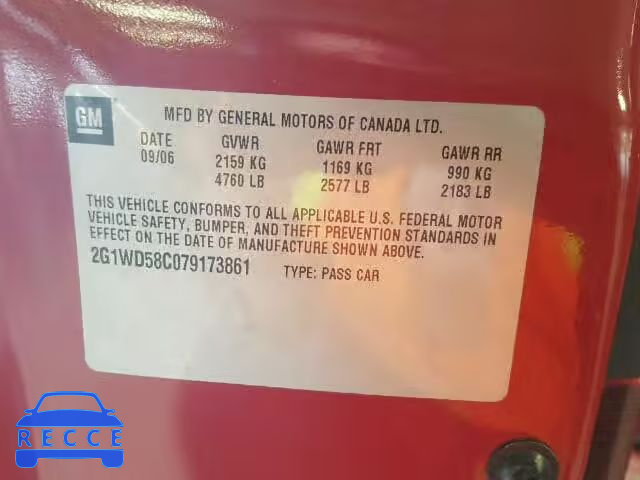 GM
MFD BY GENERAL MOTORS OF CANADA LTD.
DATE GVWR GAWR FRT GAWR RR
09/06 2159 KG 1169 KG 990 KG
4760 LB 2577 LB 2183 LB
THIS VEHICLE CONFORMS TO ALL APPLICABLE U.S. FEDERAL MOTOR
VEHICLE SAFETY, BUMPER, AND THEFT PREVENTION STANDARDS IN
EFFECT ON THE DATE OF MANUFACTURE SHOWN ABOVE.
2G1WD58C079173861 TYPE: PASS CAR
RECCE